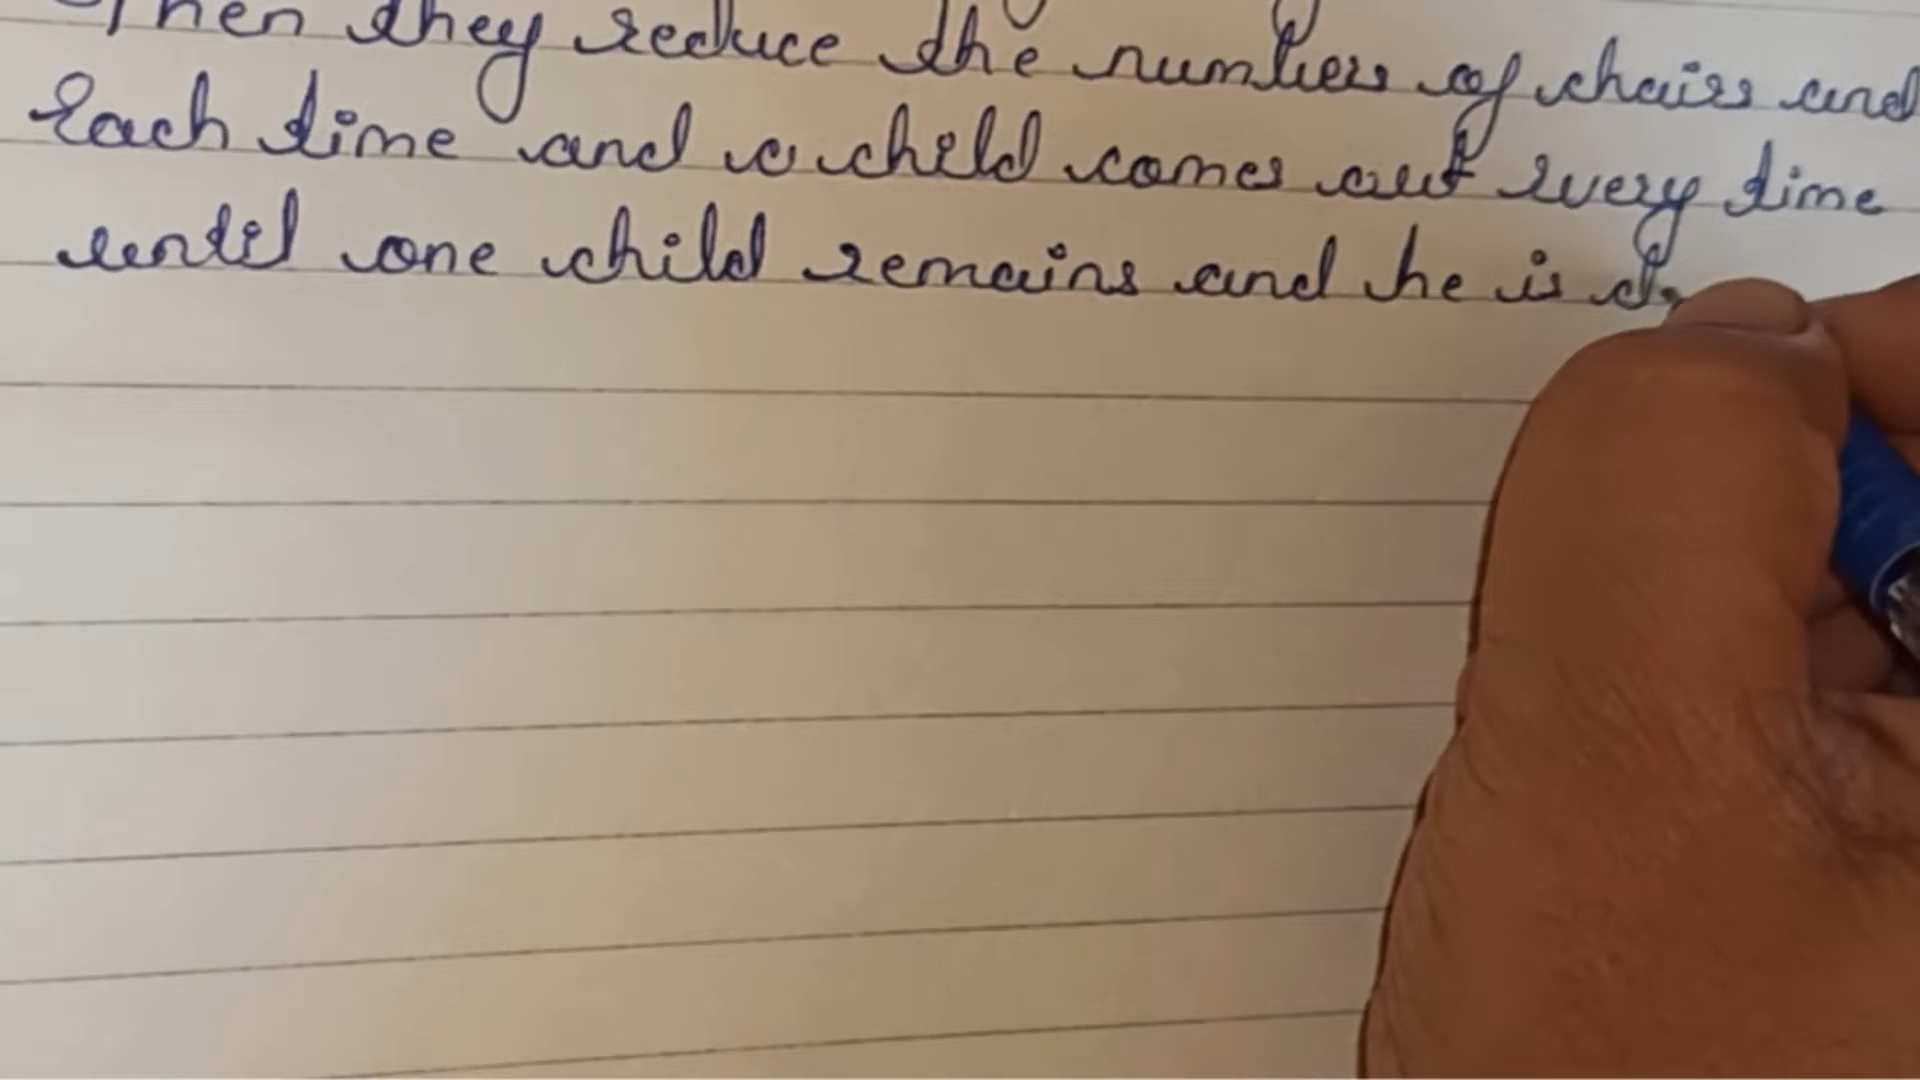 Then they reduce the numbers of chairs and
Each time and a child comes out every time
until one child remains and he is